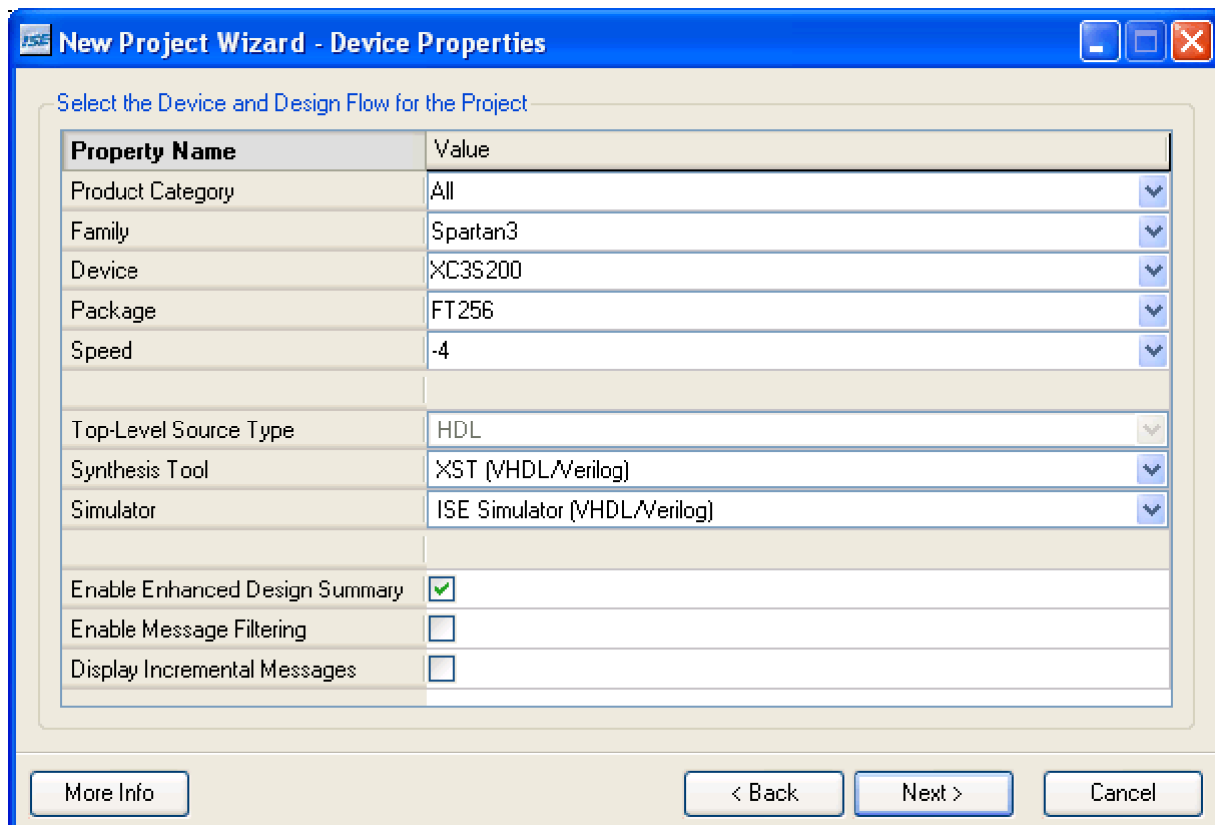 ISE New Project Wizard - Device Properties
Select the Device and Design Flow for the Project
Property Name Value
Product Category All
Family Spartan3
Device XC3S200
Package FT256
Speed -4
Top-Level Source Type HDL
Synthesis Tool XST (VHDL/Verilog)
Simulator ISE Simulator (VHDL/Verilog)
Enable Enhanced Design Summary
Enable Message Filtering
Display Incremental Messages
More Info < Back Next > Cancel